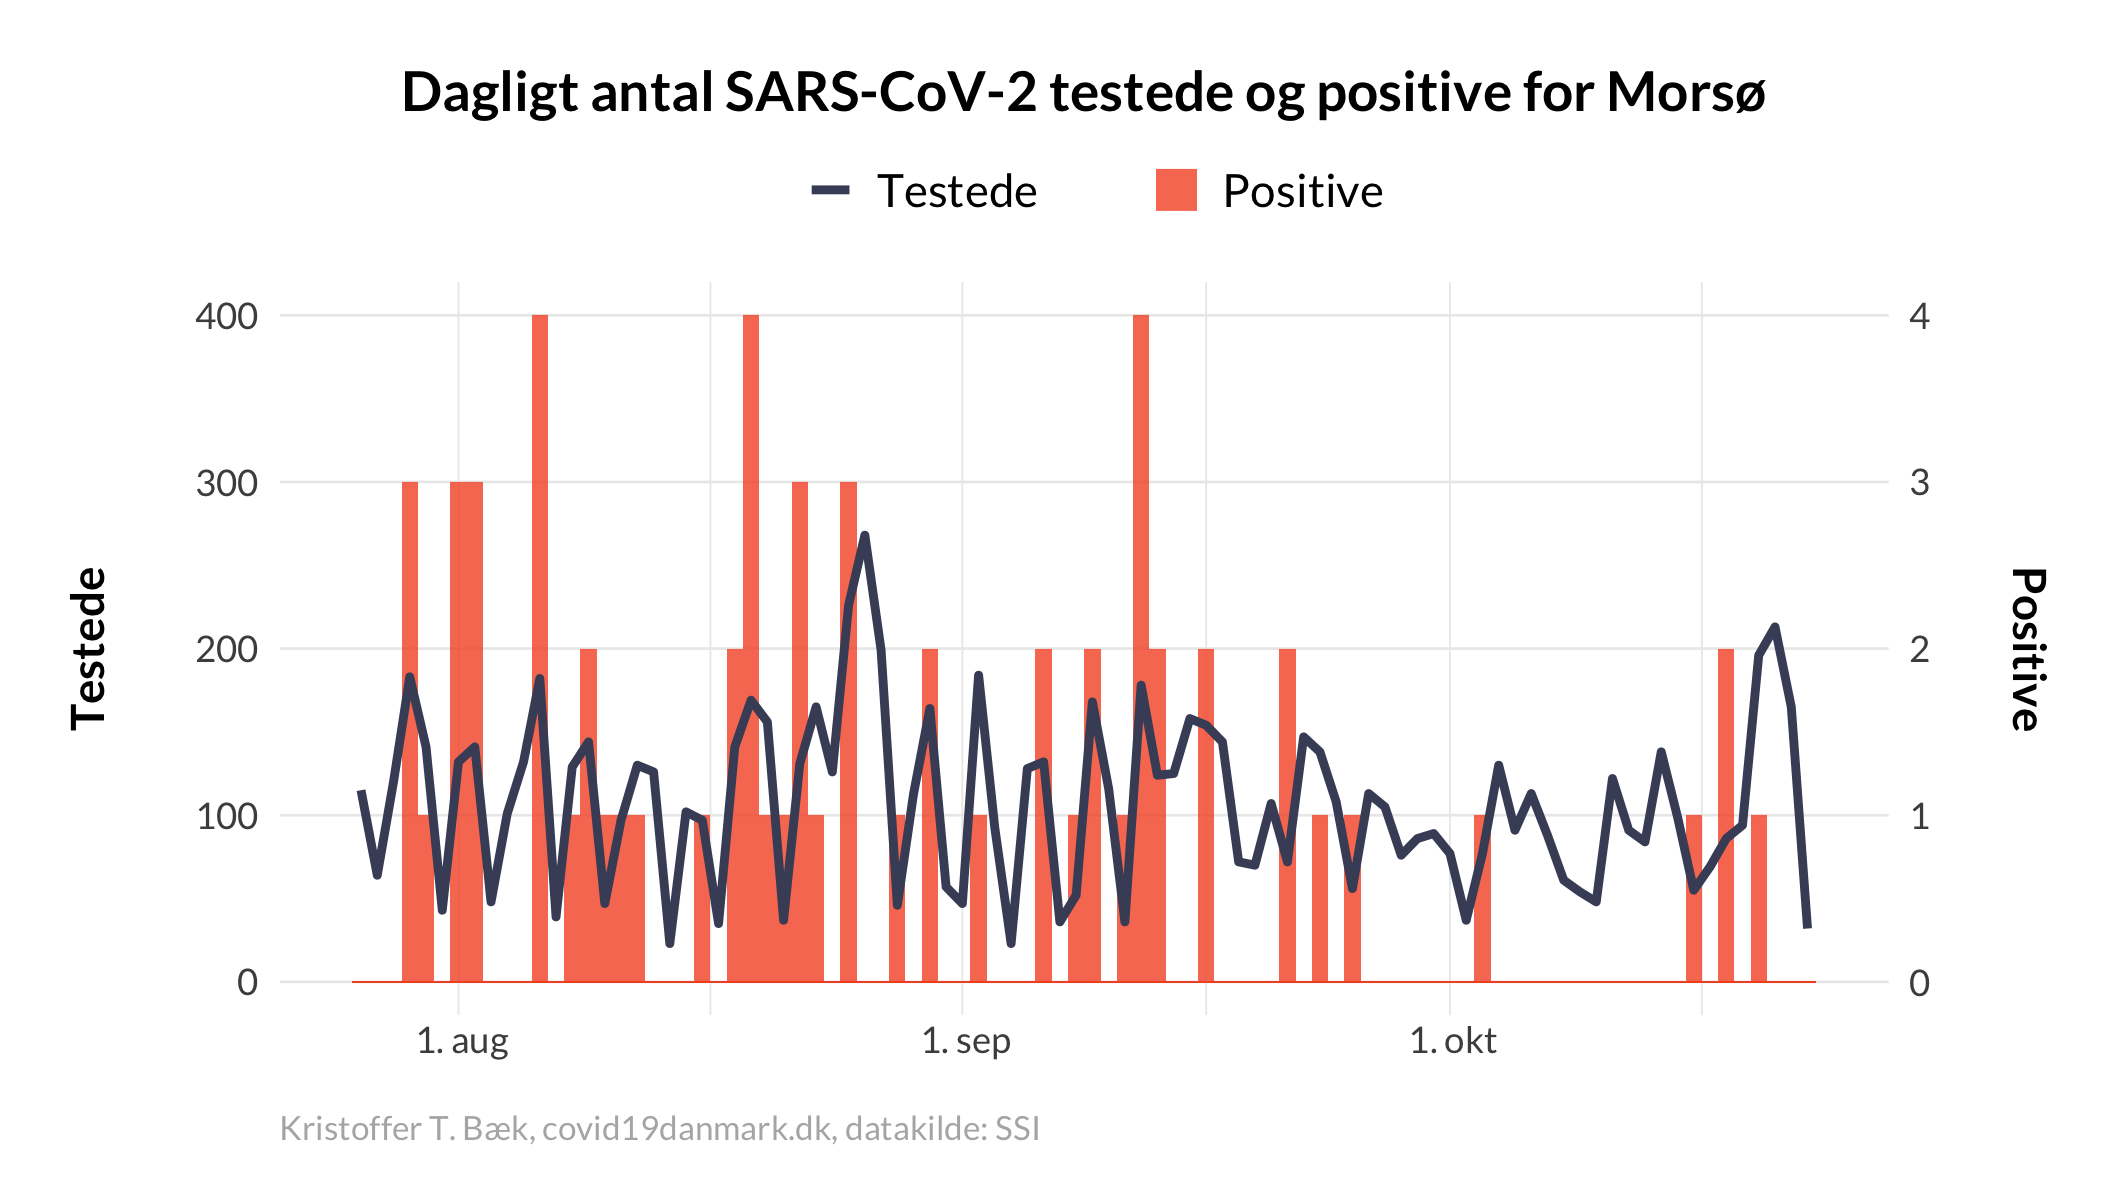 Dagligt antal SARS-CoV-2 testede og positive for Morsø
Testede
Positive
400
300
200
100
0
4
3
2
1
0
Testede
Positive
1. aug
1. sep
1. okt
Kristoffer T. Bæk, covid19danmark.dk, datakilde: SSI